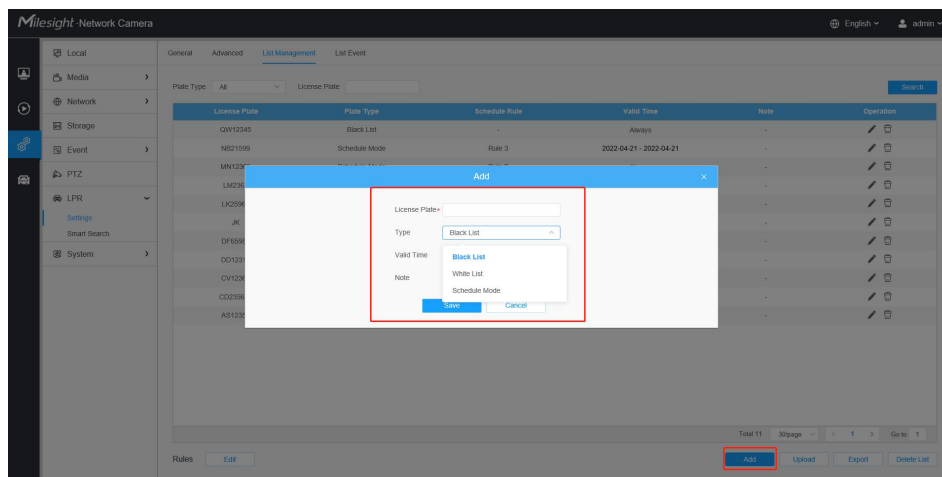 Milesight -Network Camera English admin
Local
Media
Network
Storage
Event
PTZ
LPR
Settings
Smart Search
System
General Advanced List Management List Event
Plate Type All License Plate Search
License Plate Plate Type Schedule Rule Valid Time Note Operation
QW12345 Black List - Always -
NB21599 Schedule Mode Rule 3 2022-04-21 - 2022-04-21 -
Add
License Plate*
Type Black List
Valid Time Black List
White List
Note
Schedule Mode
Save Cancel
Total 11 30/page 1 Go to 1
Rules Edit Add Upload Export Delete List